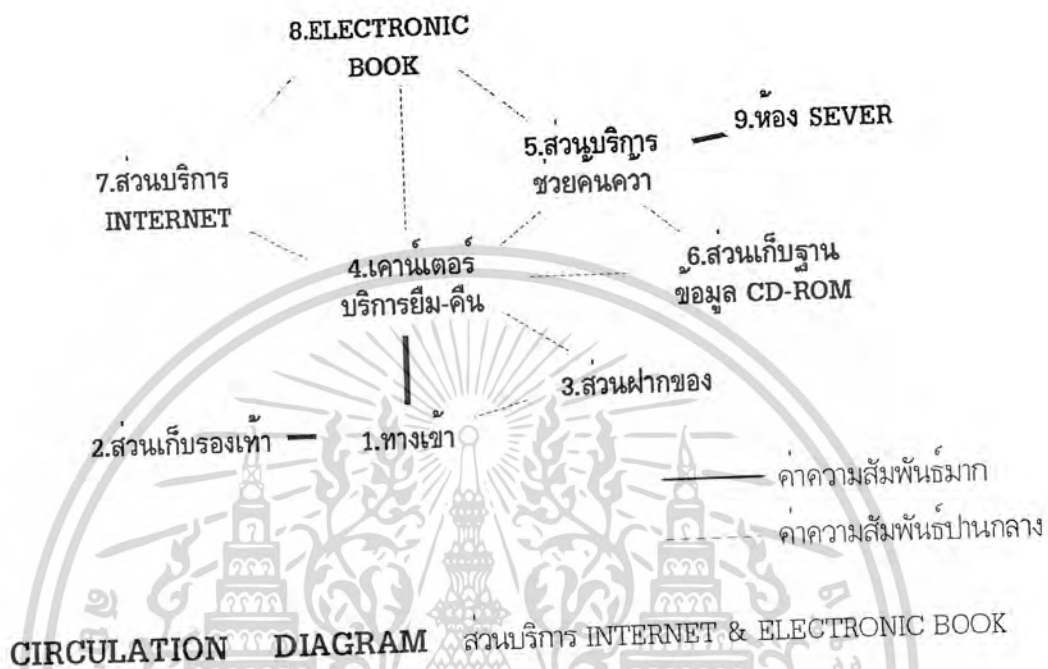 8.ELECTRONIC
BOOK
9.ห้อง SEVER
5.ส่วนบริการ
ช่วยค้นคว้า
7.ส่วนบริการ
INTERNET
6.ส่วนเก็บฐาน
ข้อมูล CD-ROM
4.เคาน์เตอร์
บริการยืม-คืน
3.ส่วนฝากของ
2.ส่วนเก็บรองเท้า
1.ทางเข้า
ค่าความสัมพันธ์มาก
ค่าความสัมพันธ์ปานกลาง
CIRCULATION DIAGRAM ส่วนบริการ INTERNET & ELECTRONIC BOOK